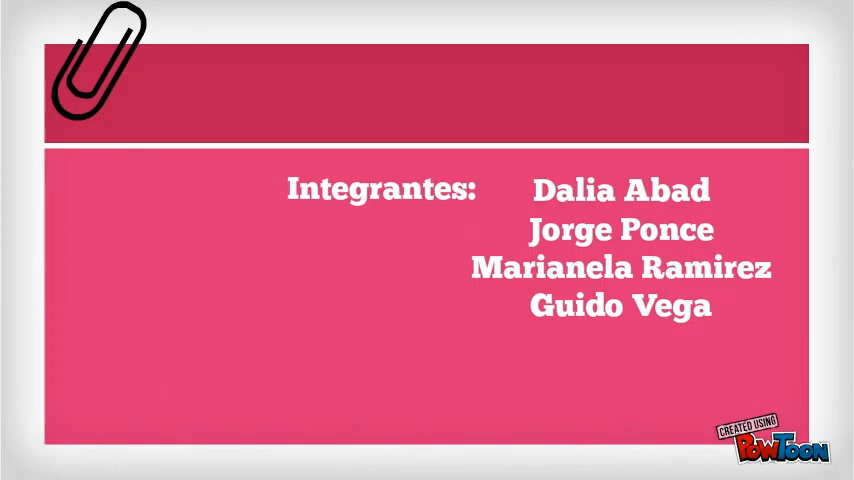 Integrantes: Dalia Abad
Jorge Ponce
Marianela Ramirez
Guido Vega
CREATED USING
PowToon